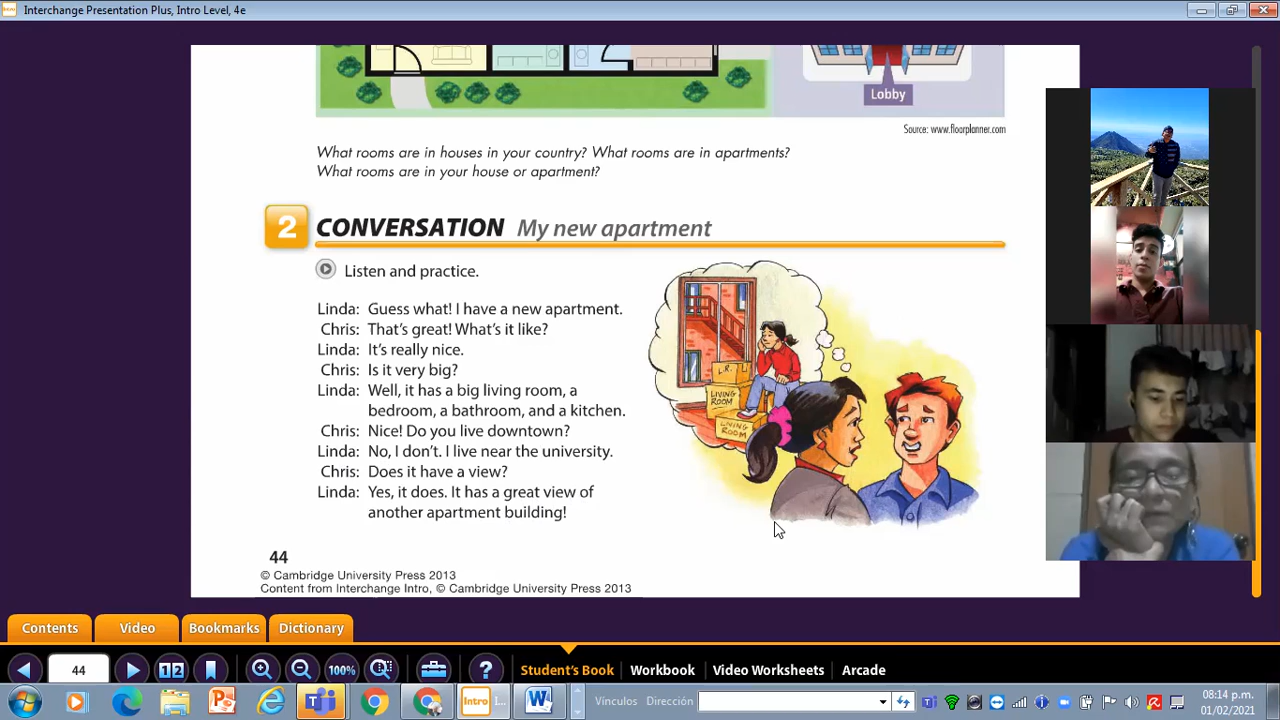 Interchange Presentation Plus, Intro Level, 4e
Lobby
Source: www.floorplanner.com
What rooms are in houses in your country? What rooms are in apartments?
What rooms are in your house or apartment?
2 CONVERSATION My new apartment
Listen and practice.
Linda: Guess what! I have a new apartment.
Chris: That's great! What's it like?
Linda: It's really nice.
Chris: Is it very big?
Linda: Well, it has a big living room, a
bedroom, a bathroom, and a kitchen.
Chris: Nice! Do you live downtown?
Linda: No, I don't. I live near the university.
Chris: Does it have a view?
Linda: Yes, it does. It has a great view of
another apartment building!
L.R.
LIVING
ROOM
LIVING
ROOM
44
© Cambridge University Press 2013
Content from Interchange Intro, © Cambridge University Press 2013
Contents Video Bookmarks Dictionary
44 12 100% ? Student's Book Workbook Video Worksheets Arcade
Intro I... Vínculos Dirección 08:14 p.m.
01/02/2021